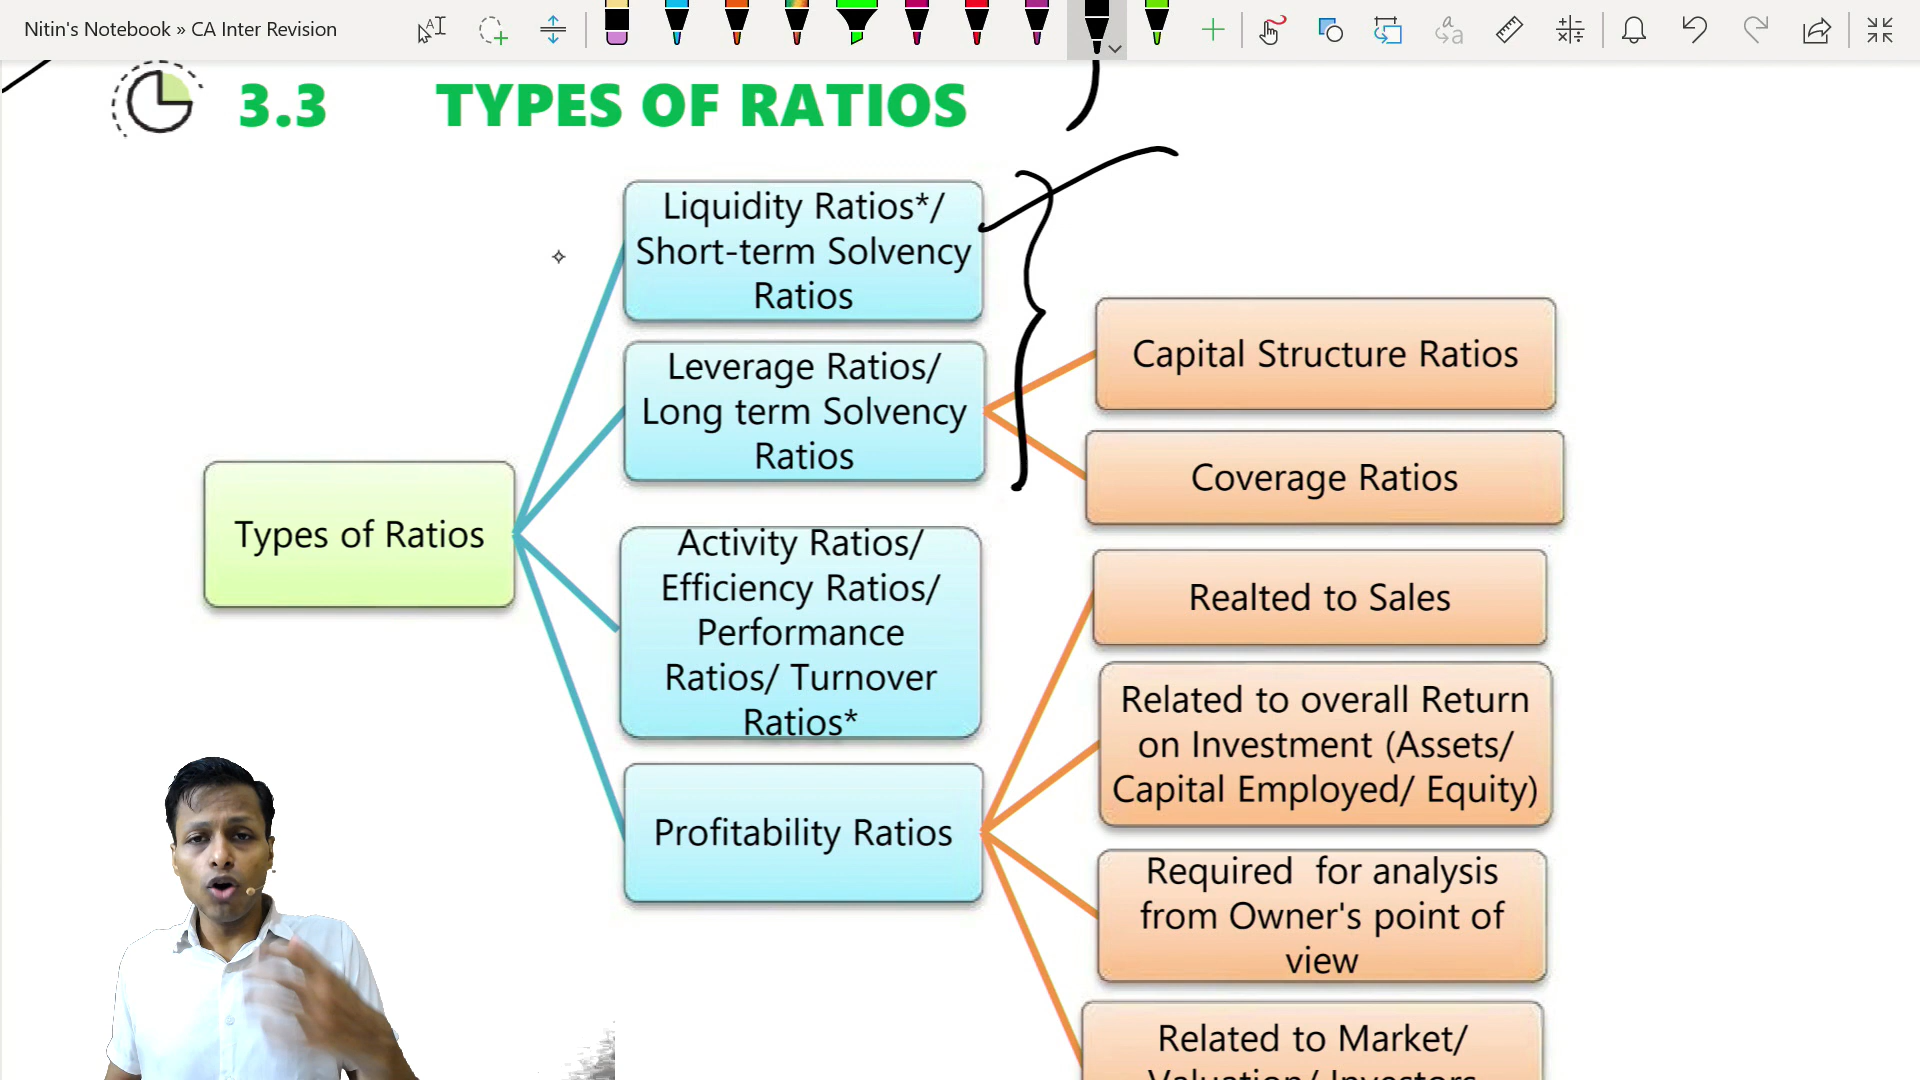 Nitin's Notebook » CA Inter Revision
3.3 TYPES OF RATIOS
Liquidity Ratios*/
Short-term Solvency
Ratios
Leverage Ratios/
Long term Solvency
Ratios
Capital Structure Ratios
Coverage Ratios
Types of Ratios
Activity Ratios/
Efficiency Ratios/
Performance
Ratios/ Turnover
Ratios*
Profitability Ratios
Realted to Sales
Related to overall Return
on Investment (Assets/
Capital Employed/ Equity)
Required for analysis
from Owner's point of
view
Related to Market/
Valuation/ Investors